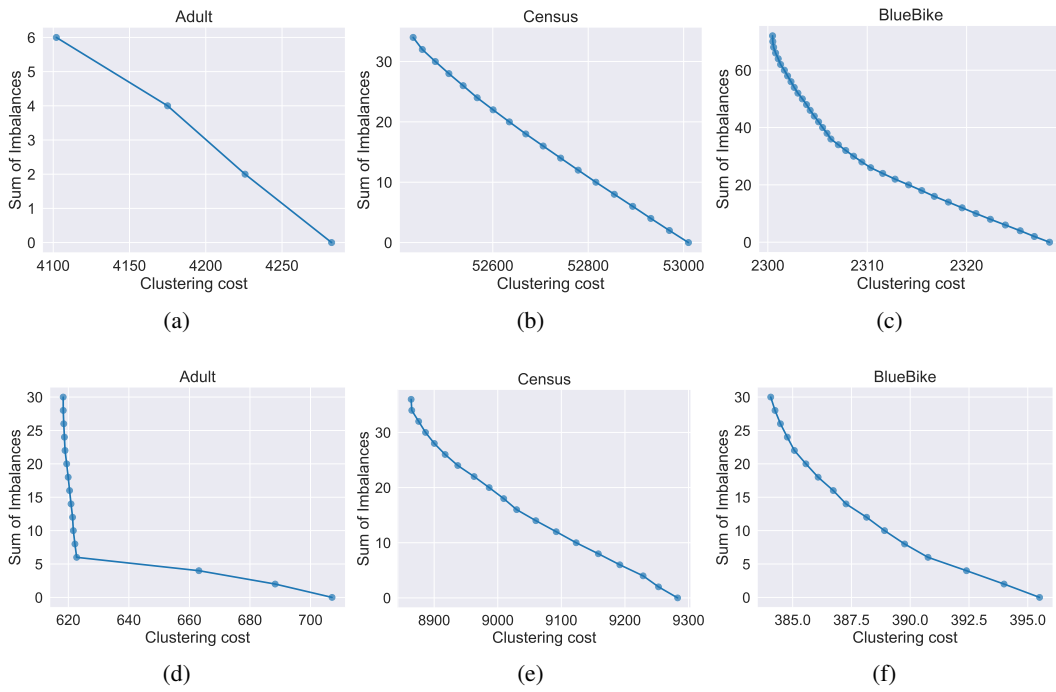 Adult
Sum of Imbalances
6
5
4
3
2
1
0
4100 4150 4200 4250
Clustering cost
(a)
Census
Sum of Imbalances
30
20
10
0
52600 52800 53000
Clustering cost
(b)
BlueBike
Sum of Imbalances
60
40
20
0
2300 2310 2320
Clustering cost
(c)
Adult
Sum of Imbalances
30
25
20
15
10
5
0
620 640 660 680 700
Clustering cost
(d)
Census
Sum of Imbalances
30
20
10
0
8900 9000 9100 9200 9300
Clustering cost
(e)
BlueBike
Sum of Imbalances
30
25
20
15
10
5
0
385.0 387.5 390.0 392.5 395.0
Clustering cost
(f)